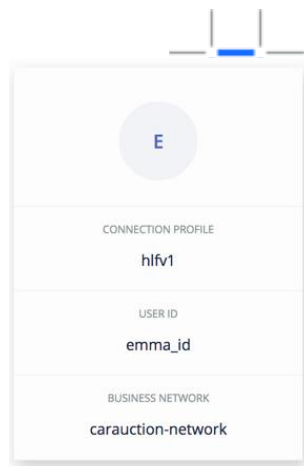 E
CONNECTION PROFILE
hlfv1
USER ID
emma_id
BUSINESS NETWORK
carauction-network